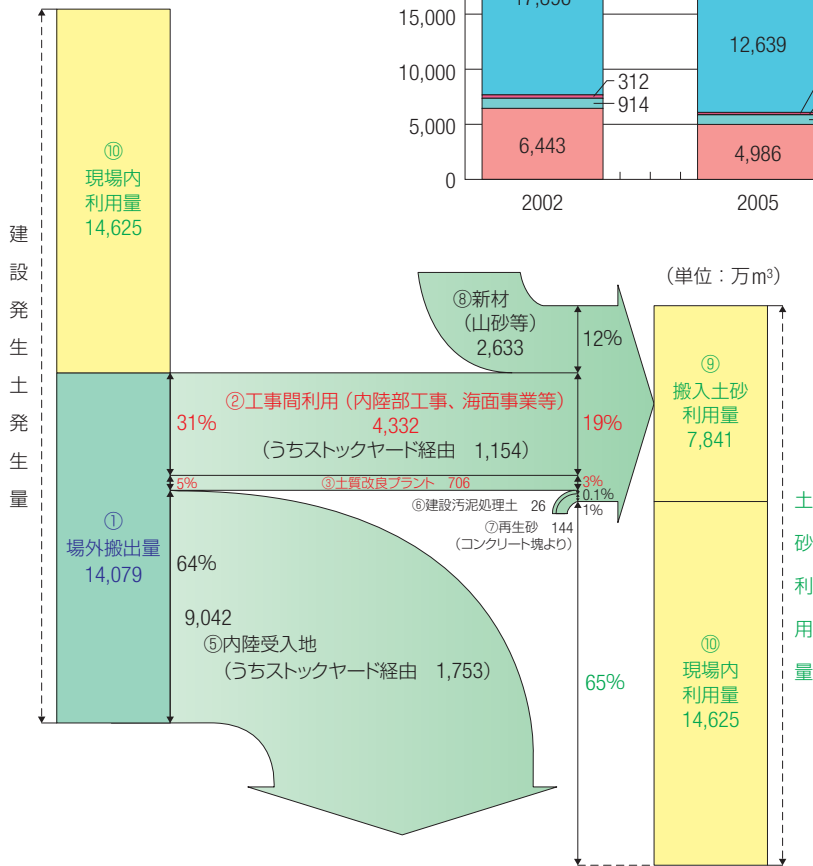 15,000
10,000
5,000
0
12,639
312
914
6,443
4,986
2002
2005
(単位：万m³)
建設発生土発生量
⑩
現場内
利用量
14,625
①
場外搬出量
14,079
⑧新材
(山砂等)
2,633
12%
31%
②工事間利用（内陸部工事、海面事業等）
4,332
(うちストックヤード経由 1,154)
19%
5%
③土質改良プラント 706
3%
0.1%
⑥建設汚泥処理土 26
1%
⑦再生砂 144
(コンクリート塊より)
64%
9,042
⑤内陸受入地
(うちストックヤード経由 1,753)
65%
⑨
搬入土砂
利用量
7,841
⑩
現場内
利用量
14,625
土砂利用量